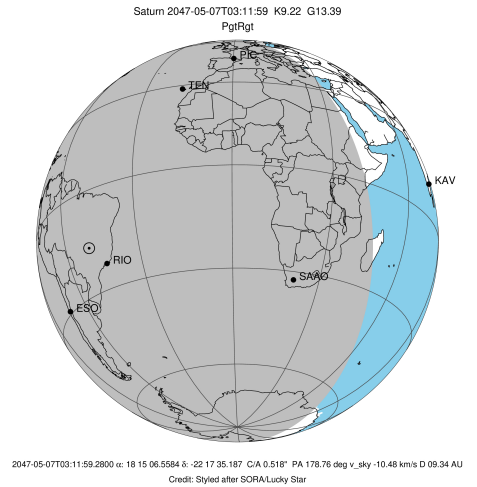 Saturn 2047-05-07T03:11:59 K9.22 G13.39
PgtRgt
PIC
TEN
KAV
RIO
SAAO
ESO
2047-05-07T03:11:59.2800 α: 18 15 06.5584 δ: -22 17 35.187 C/A 0.518" PA 178.76 deg v_sky -10.48 km/s D 09.34 AU
Credit: Styled after SORA/Lucky Star